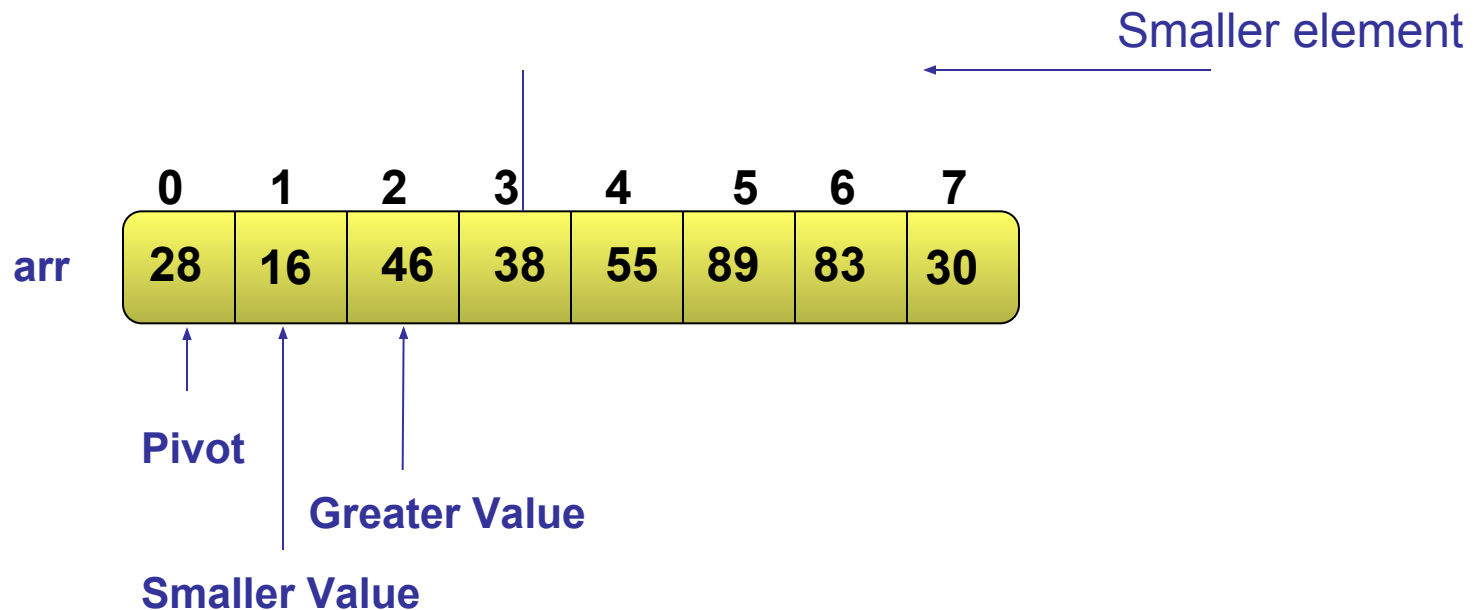 Smaller element
0 1 2 3 4 5 6 7
arr 28 16 46 38 55 89 83 30
Pivot
Greater Value
Smaller Value